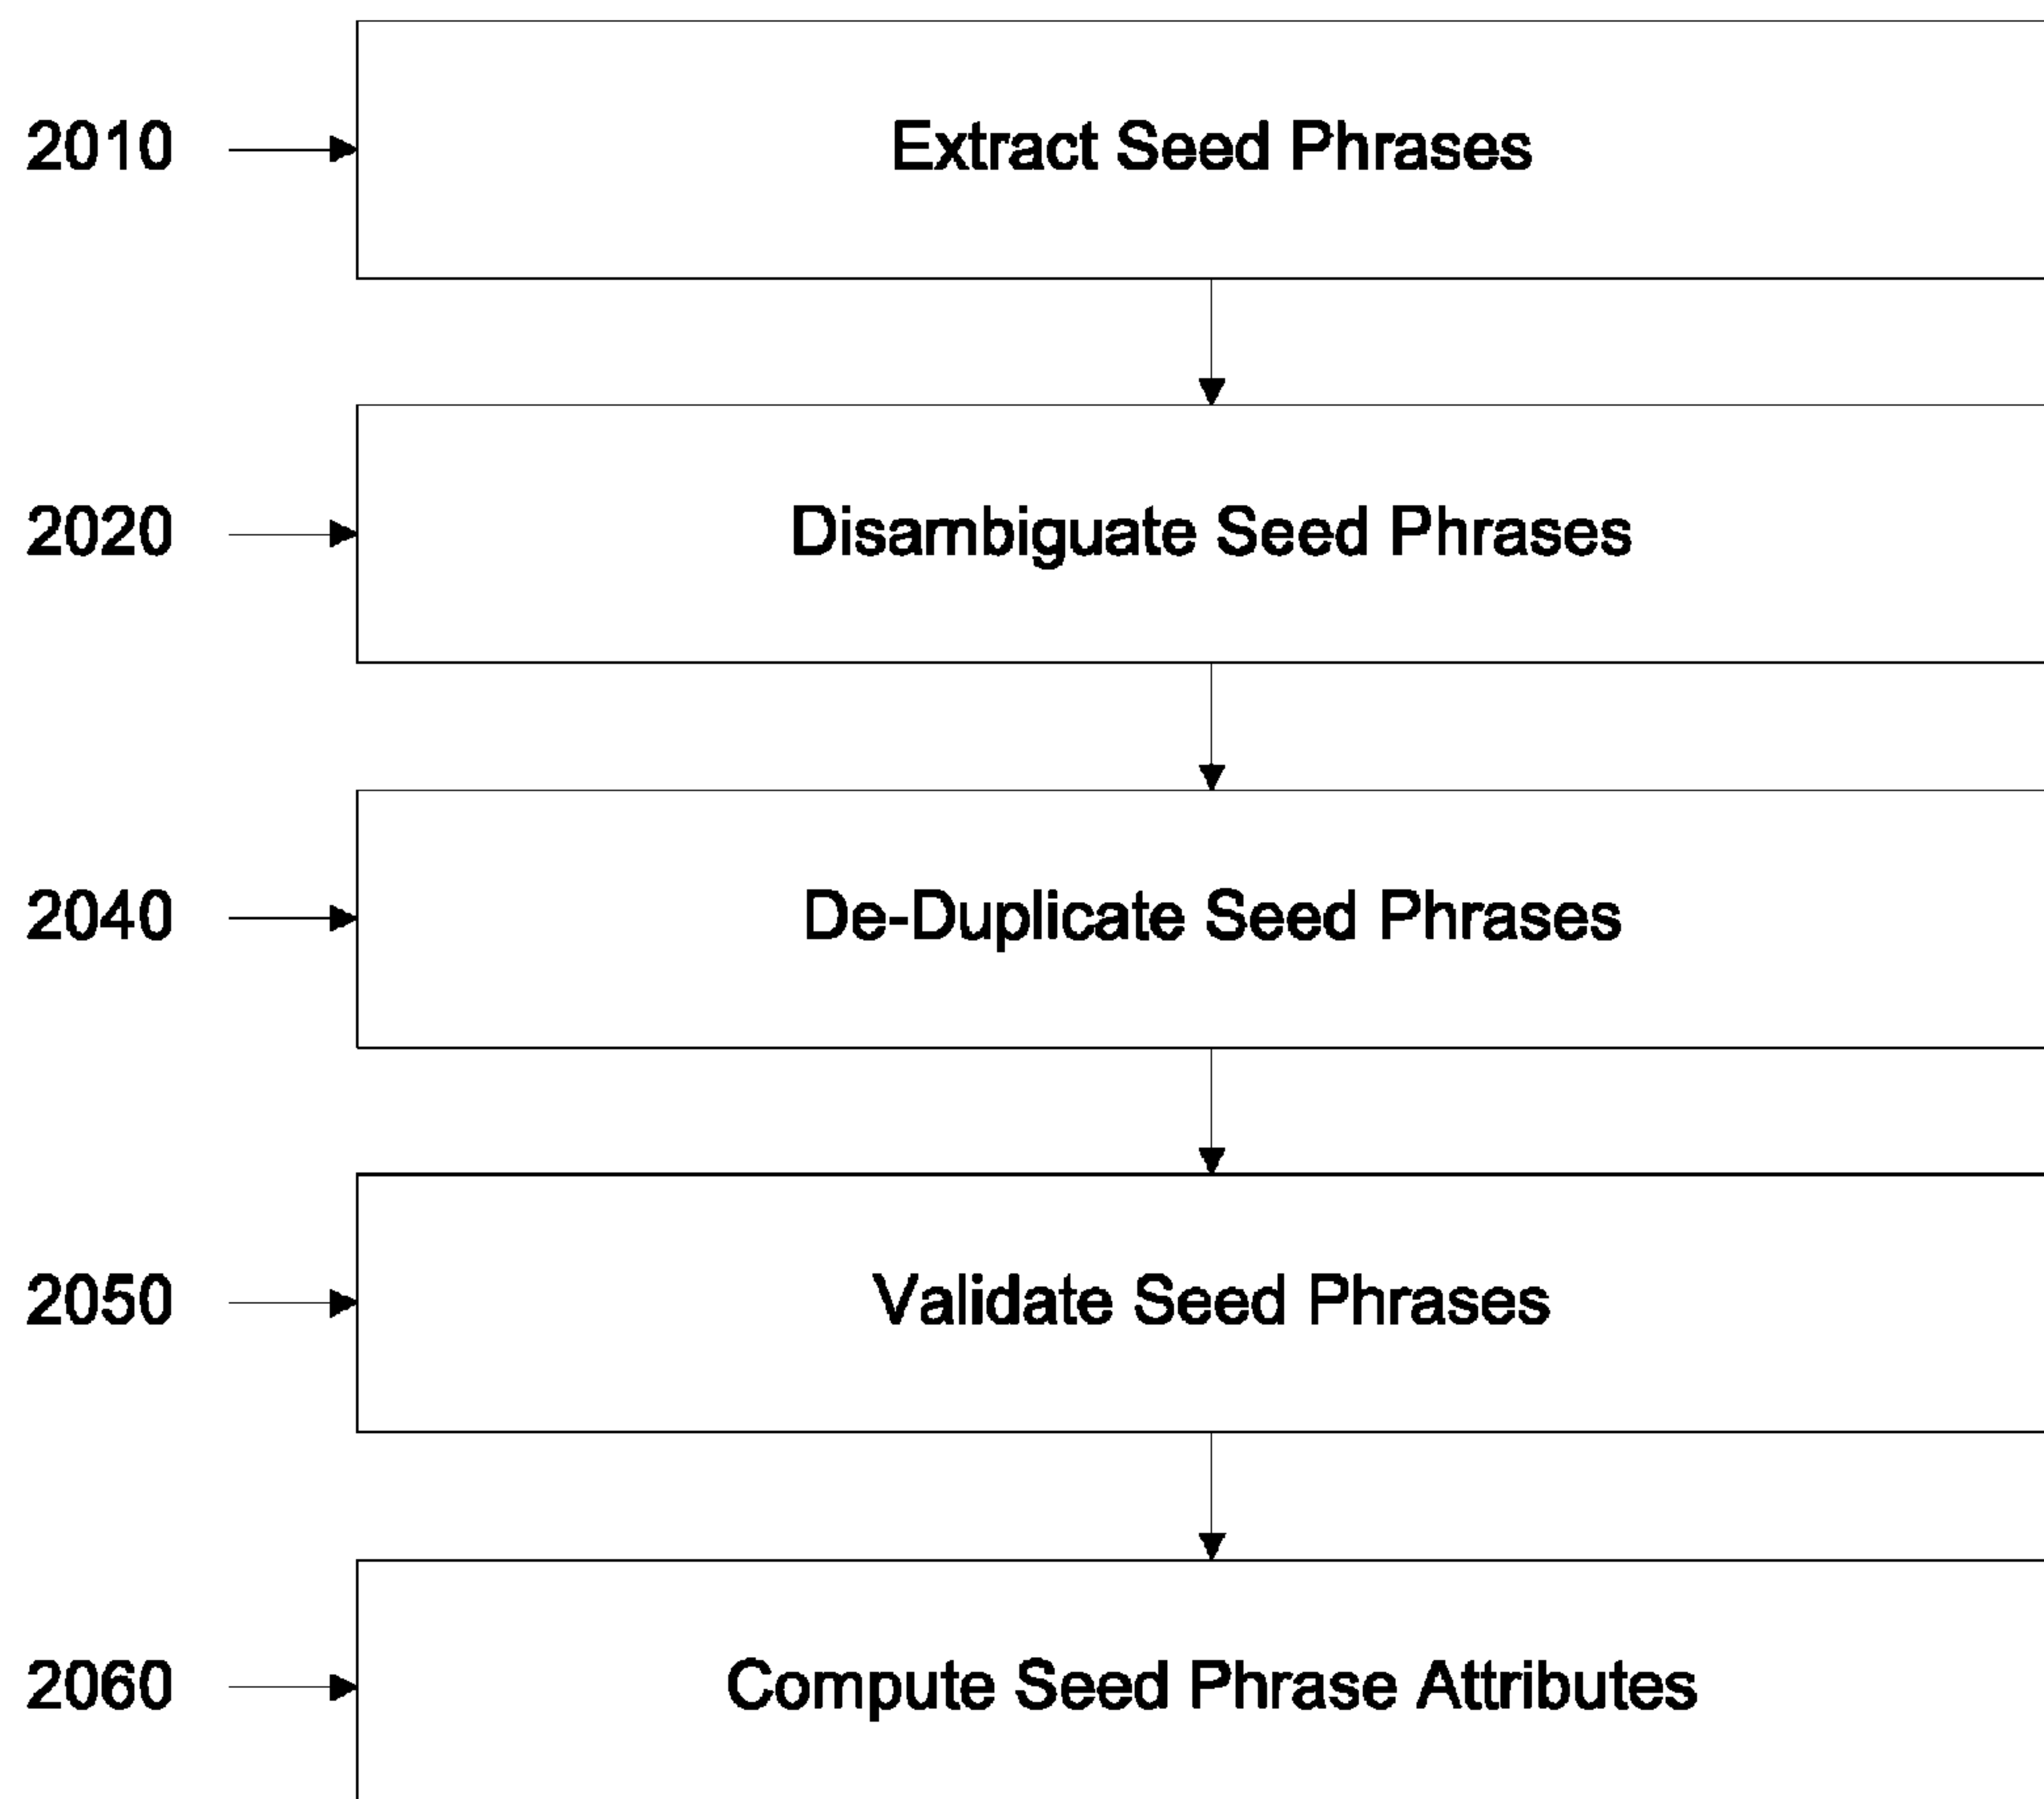 2010 Extract Seed Phrases
2020 Disambiguate Seed Phrases
2040 De-Duplicate Seed Phrases
2050 Validate Seed Phrases
2060 Compute Seed Phrase Attributes